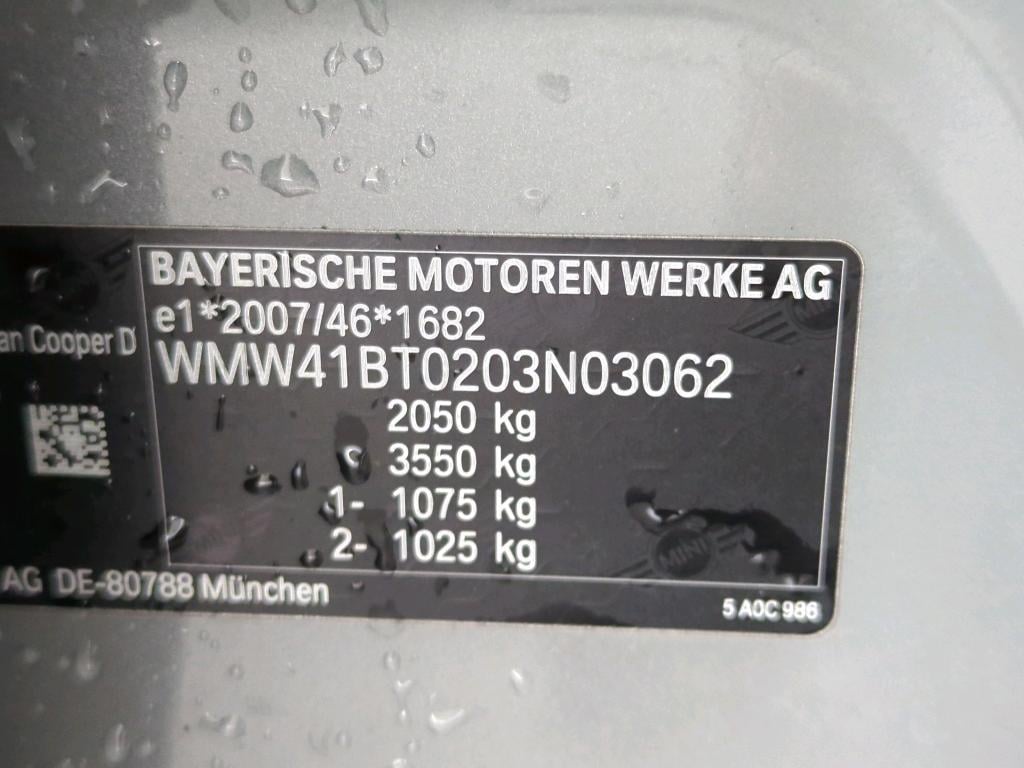 BAYERISCHE MOTOREN WERKE AG
e1*2007/46*1682
an Cooper D
WMW41BT0203N03062
2050 kg
3550 kg
1- 1075 kg
2- 1025 kg
MINI
AG DE-80788 München
5 A0C 986